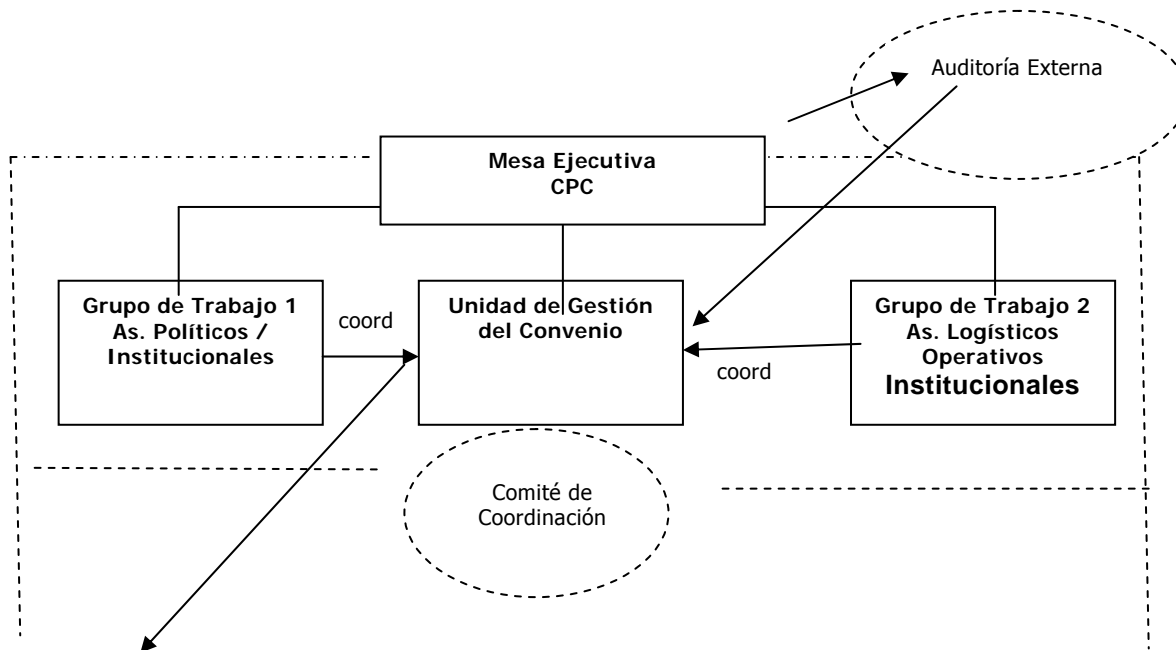 Auditoría Externa
Mesa Ejecutiva
CPC
Grupo de Trabajo 1
As. Políticos /
Institucionales
coord
Unidad de Gestión
del Convenio
coord
Grupo de Trabajo 2
As. Logísticos
Operativos
Institucionales
Comité de
Coordinación